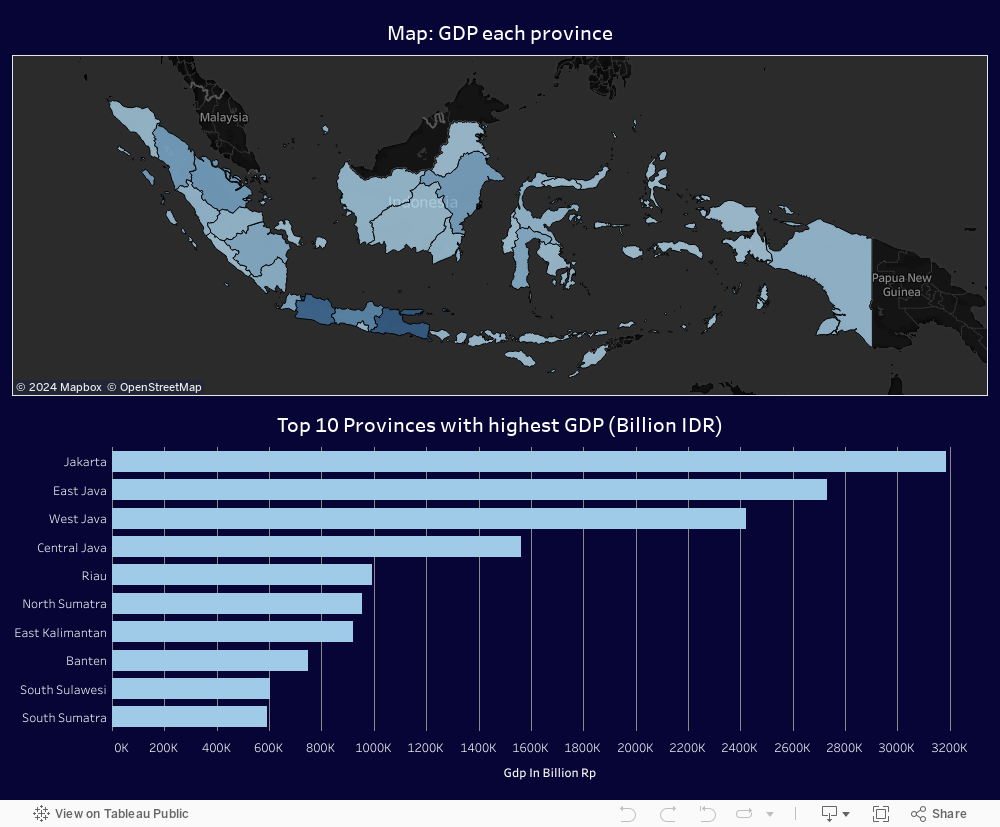 Map: GDP each province
Malaysia
Indonesia
Papua New
Guinea
© 2024 Mapbox © OpenStreetMap
Top 10 Provinces with highest GDP (Billion IDR)
Jakarta
East Java
West Java
Central Java
Riau
North Sumatra
East Kalimantan
Banten
South Sulawesi
South Sumatra
0K 200K 400K 600K 800K 1000K 1200K 1400K 1600K 1800K 2000K 2200K 2400K 2600K 2800K 3000K 3200K
Gdp In Billion Rp
View on Tableau Public
Share